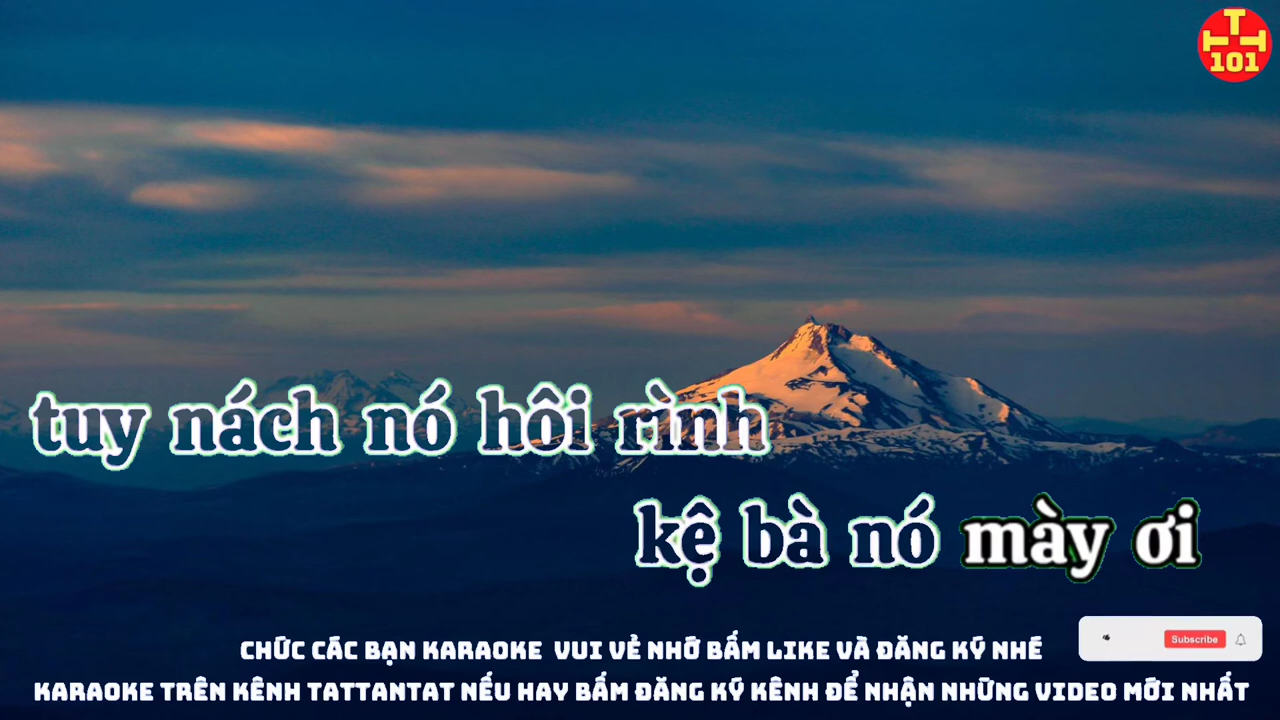 T
TT
101
tuy nách nó hôi rình
kệ bà nó mày ơi
Subscribe
CHỨC CÁC BẠN KARAOKE VUI VẺ NHỚ BẤM LIKE VÀ ĐĂNG KÝ NHÉ
KARAOKE TRÊN KÊNH TATTANTAT NẾU HAY BẤM ĐĂNG KÝ KÊNH ĐỂ NHẬN NHỮNG VIDEO MỚI NHẤT